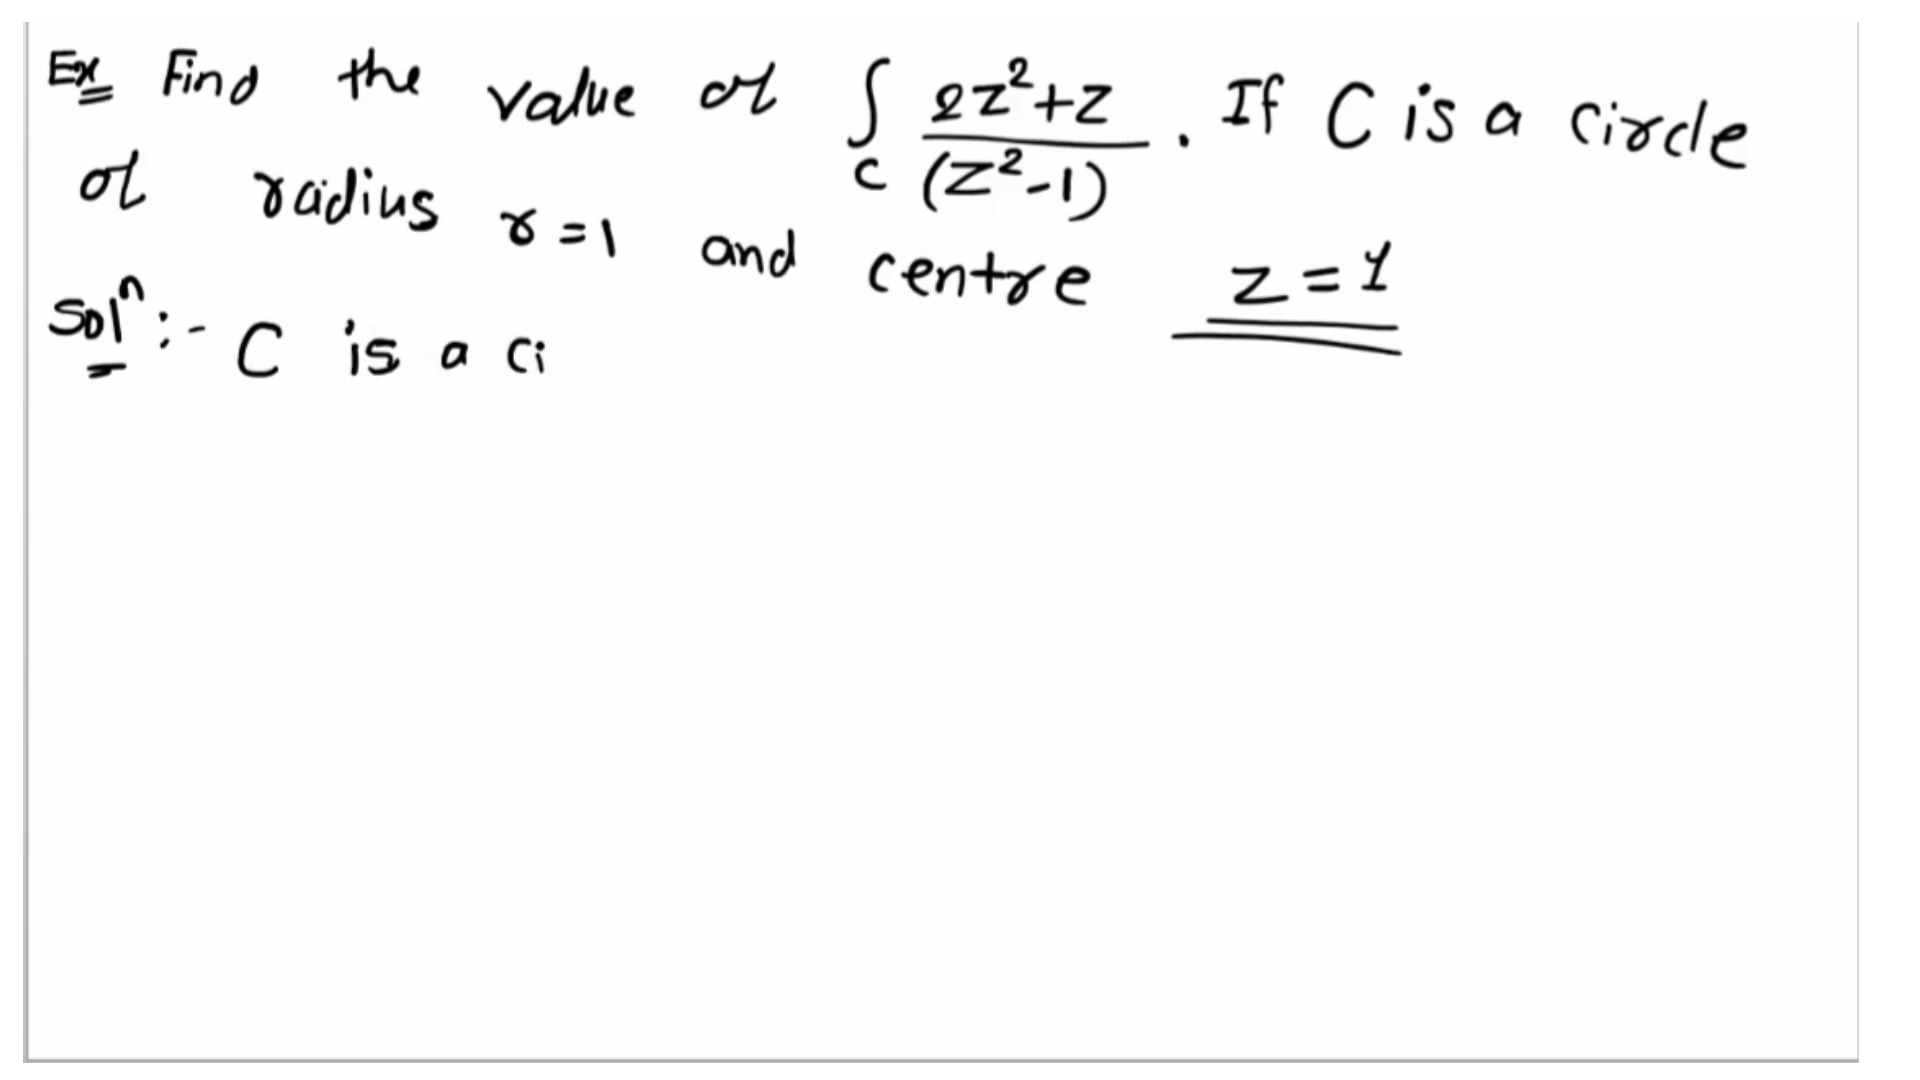 Ex Find the value of ∫_C (2z²+z)/(z²-1) . If C is a circle
of radius r=1 and centre z=1
Solⁿ:- C is a ci